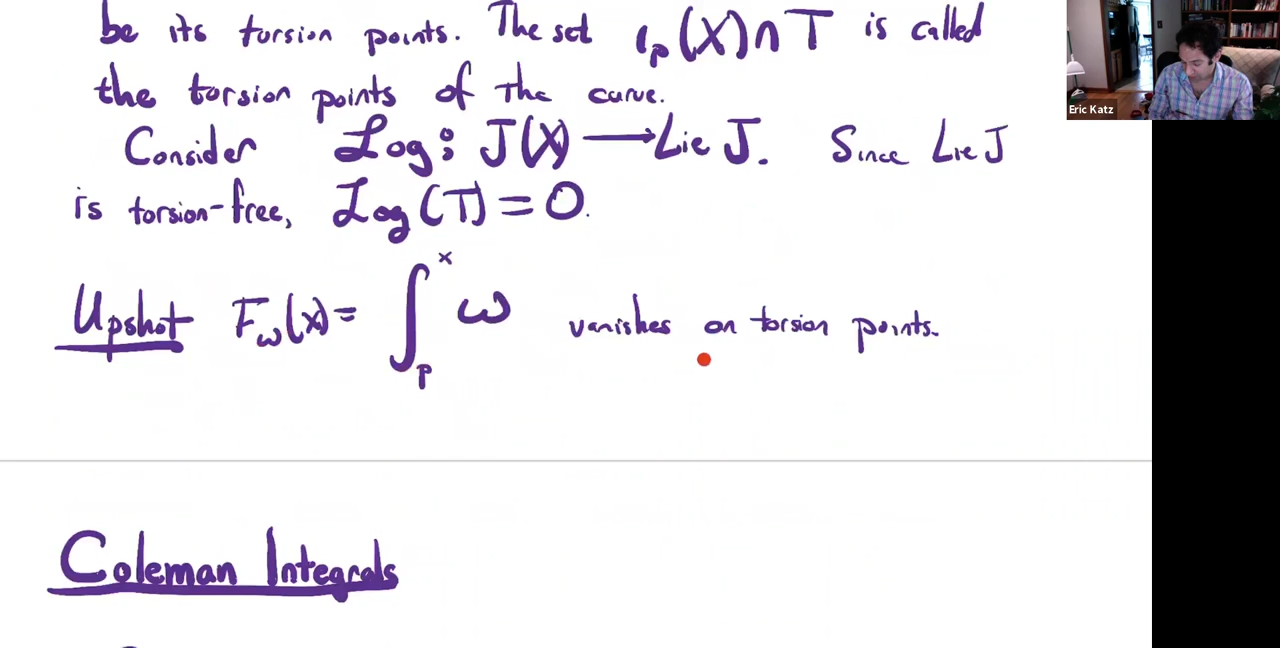 be its torsion points. The set ι_p(X)∩T is called
the torsion points of the curve.
Consider Log: J(X) ⟶ Lie J. Since Lie J
is torsion-free, Log(T) = 0.
Upshot F_ω(x) = ∫_p^x ω vanishes on torsion points.
Coleman Integrals
Eric Katz